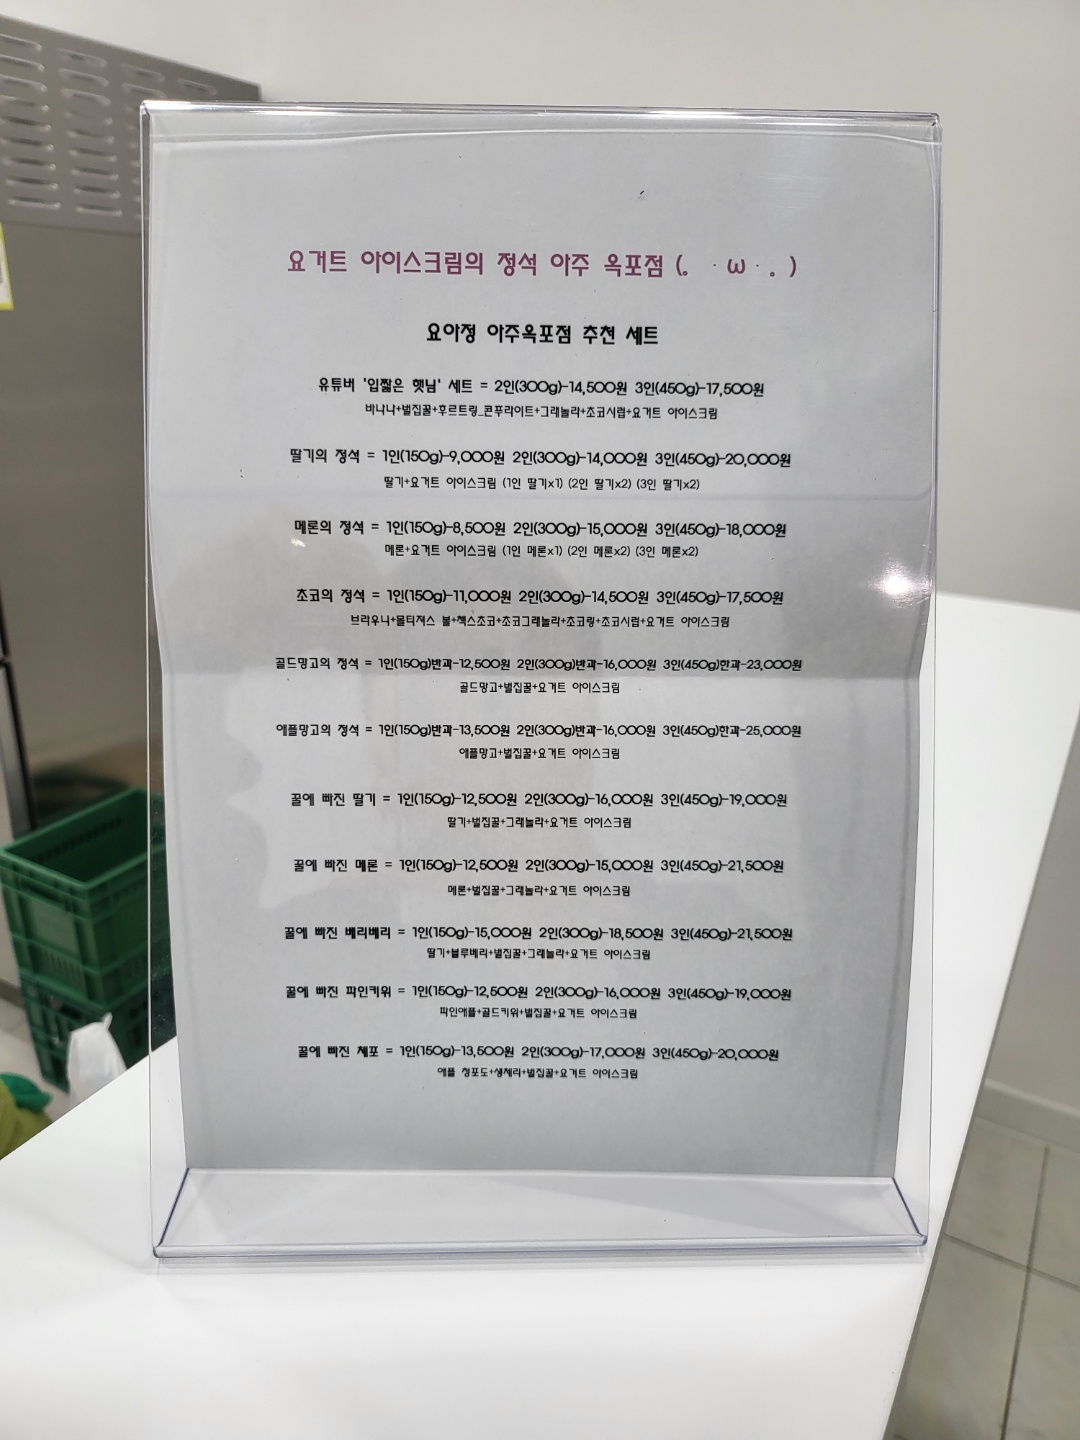 요거트 아이스크림의 정석 아주 옥포점 (。 ·ω·。)
요아정 아주옥포점 추천 세트
유튜버 '입짧은 햇님' 세트 = 2인(300g)-14,500원 3인(450g)-17,500원
바나나+벌집꿀+후르트링_콘푸라이트+그래놀라+초코시럽+요거트 아이스크림
딸기의 정석 = 1인(150g)-9,000원 2인(300g)-14,000원 3인(450g)-20,000원
딸기+요거트 아이스크림 (1인 딸기x1) (2인 딸기x2) (3인 딸기x2)
메론의 정석 = 1인(150g)-8,500원 2인(300g)-15,000원 3인(450g)-18,000원
메론+요거트 아이스크림 (1인 메론x1) (2인 메론x2) (3인 메론x2)
초코의 정석 = 1인(150g)-11,000원 2인(300g)-14,500원 3인(450g)-17,500원
브라우니+몰티져스 볼+첵스초코+초코그래놀라+초코링+초코시럽+요거트 아이스크림
골드망고의 정석 = 1인(150g)반과-12,500원 2인(300g)반과-16,000원 3인(450g)한과-23,000원
골드망고+벌집꿀+요거트 아이스크림
애플망고의 정석 = 1인(150g)반과-13,500원 2인(300g)반과-16,000원 3인(450g)한과-25,000원
애플망고+벌집꿀+요거트 아이스크림
꿀에 빠진 딸기 = 1인(150g)-12,500원 2인(300g)-16,000원 3인(450g)-19,000원
딸기+벌집꿀+그래놀라+요거트 아이스크림
꿀에 빠진 메론 = 1인(150g)-12,500원 2인(300g)-15,000원 3인(450g)-21,500원
메론+벌집꿀+그래놀라+요거트 아이스크림
꿀에 빠진 베리베리 = 1인(150g)-15,000원 2인(300g)-18,500원 3인(450g)-21,500원
딸기+블루베리+벌집꿀+그래놀라+요거트 아이스크림
꿀에 빠진 파인키위 = 1인(150g)-12,500원 2인(300g)-16,000원 3인(450g)-19,000원
파인애플+골드키위+벌집꿀+요거트 아이스크림
꿀에 빠진 체포 = 1인(150g)-13,500원 2인(300g)-17,000원 3인(450g)-20,000원
애플 청포도+생체리+벌집꿀+요거트 아이스크림